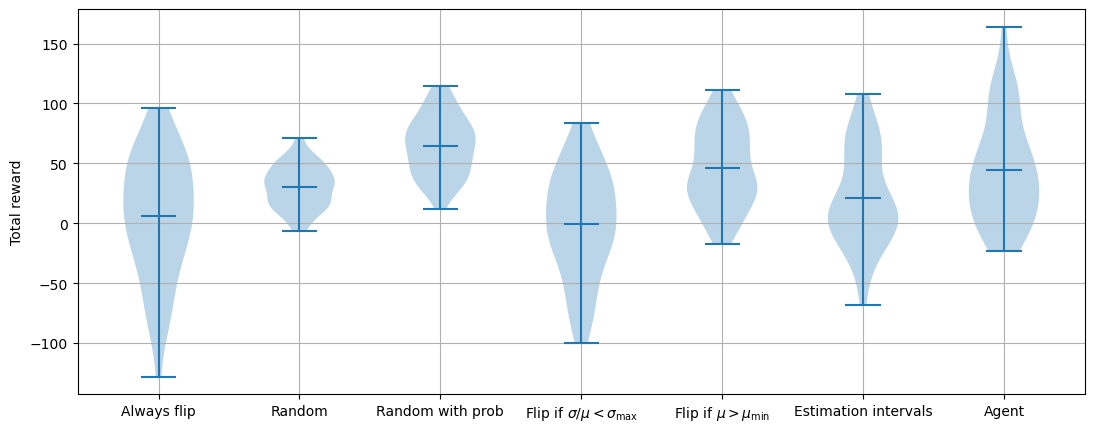 Total reward
150
100
50
0
−50
−100
Always flip
Random
Random with prob
Flip if σ/μ < σmax
Flip if μ > μmin
Estimation intervals
Agent